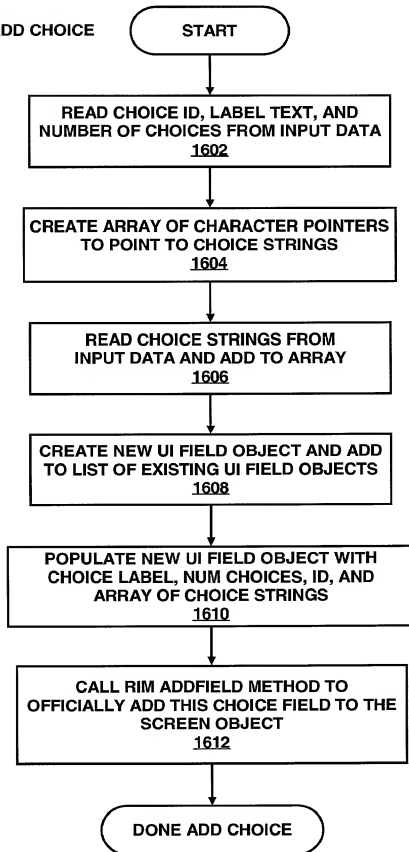 ADD CHOICE
START
READ CHOICE ID, LABEL TEXT, AND
NUMBER OF CHOICES FROM INPUT DATA
1602
CREATE ARRAY OF CHARACTER POINTERS
TO POINT TO CHOICE STRINGS
1604
READ CHOICE STRINGS FROM
INPUT DATA AND ADD TO ARRAY
1606
CREATE NEW UI FIELD OBJECT AND ADD
TO LIST OF EXISTING UI FIELD OBJECTS
1608
POPULATE NEW UI FIELD OBJECT WITH
CHOICE LABEL, NUM CHOICES, ID, AND
ARRAY OF CHOICE STRINGS
1610
CALL RIM ADDFIELD METHOD TO
OFFICIALLY ADD THIS CHOICE FIELD TO THE
SCREEN OBJECT
1612
DONE ADD CHOICE